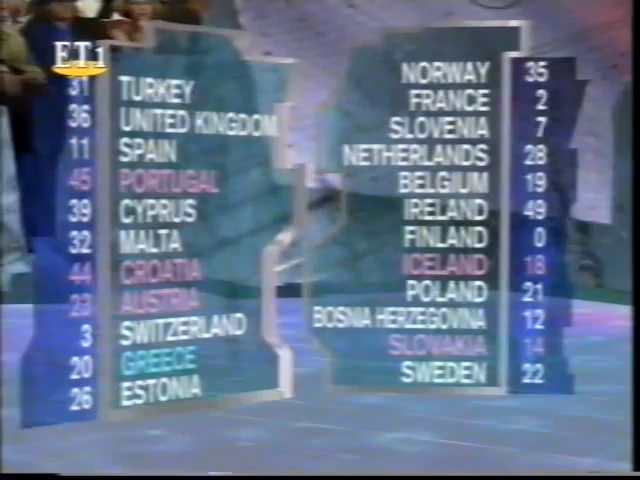 ET1
31 TURKEY
36 UNITED KINGDOM
11 SPAIN
45 PORTUGAL
39 CYPRUS
32 MALTA
44 CROATIA
23 AUSTRIA
3 SWITZERLAND
20 GREECE
26 ESTONIA
NORWAY 35
FRANCE 2
SLOVENIA 7
NETHERLANDS 28
BELGIUM 19
IRELAND 49
FINLAND 0
ICELAND 18
POLAND 21
BOSNIA HERZEGOVINA 12
SLOVAKIA 14
SWEDEN 22